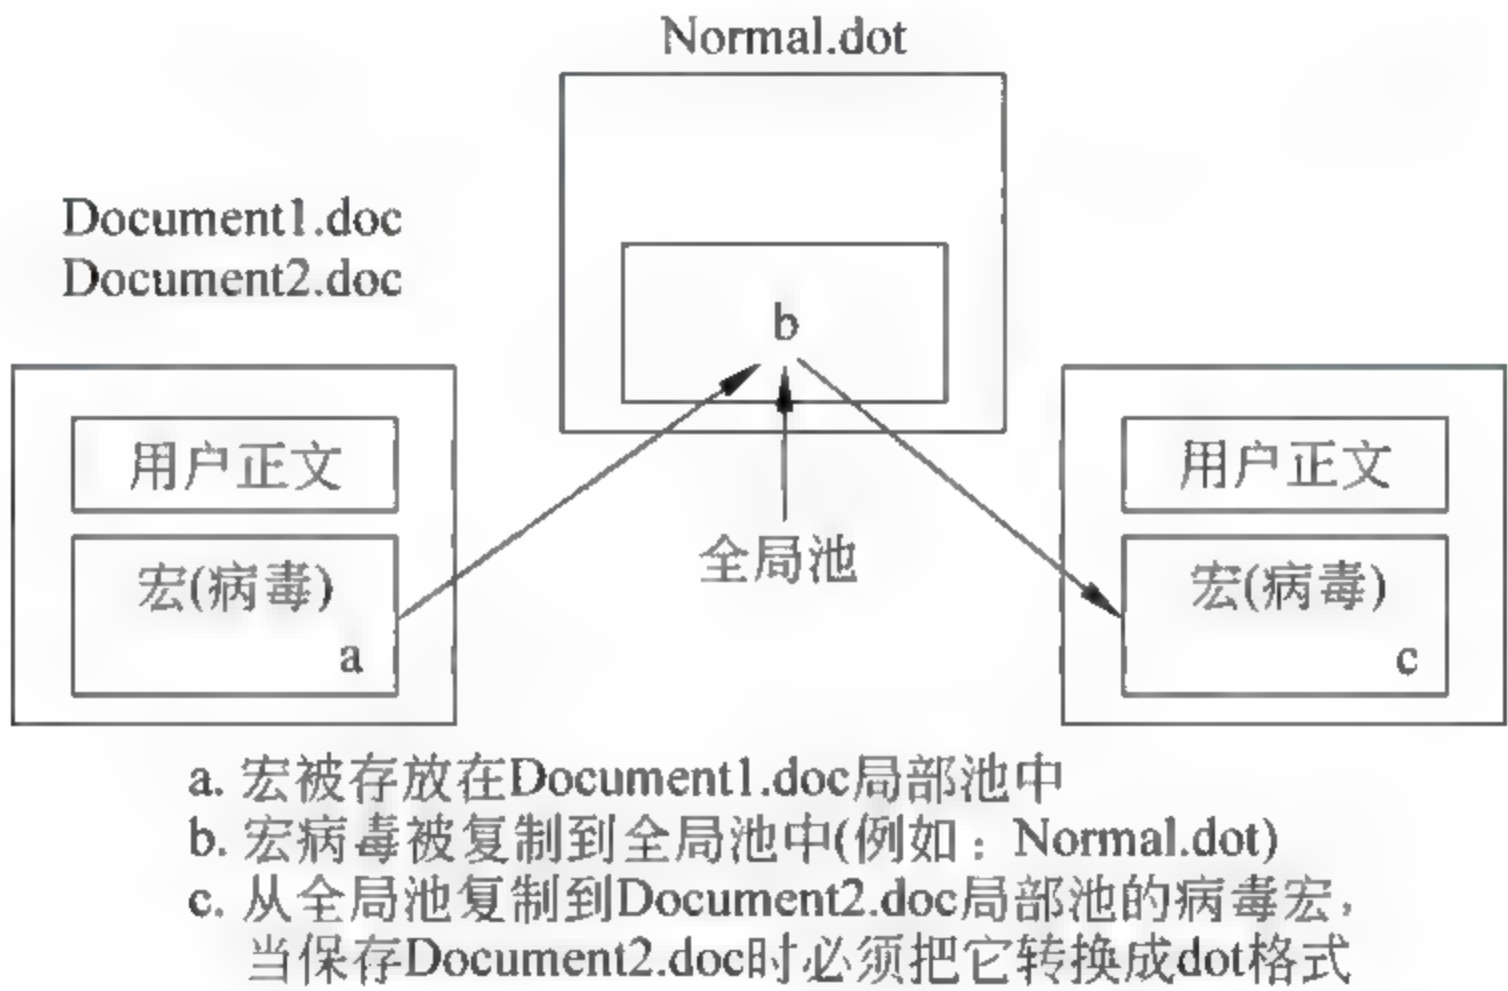 Normal.dot
Document1.doc
Document2.doc
b
用户正文
宏(病毒)
a
全局池
用户正文
宏(病毒)
c
a. 宏被存放在Document1.doc局部池中
b. 宏病毒被复制到全局池中(例如：Normal.dot)
c. 从全局池复制到Document2.doc局部池的病毒宏，
当保存Document2.doc时必须把它转换成dot格式